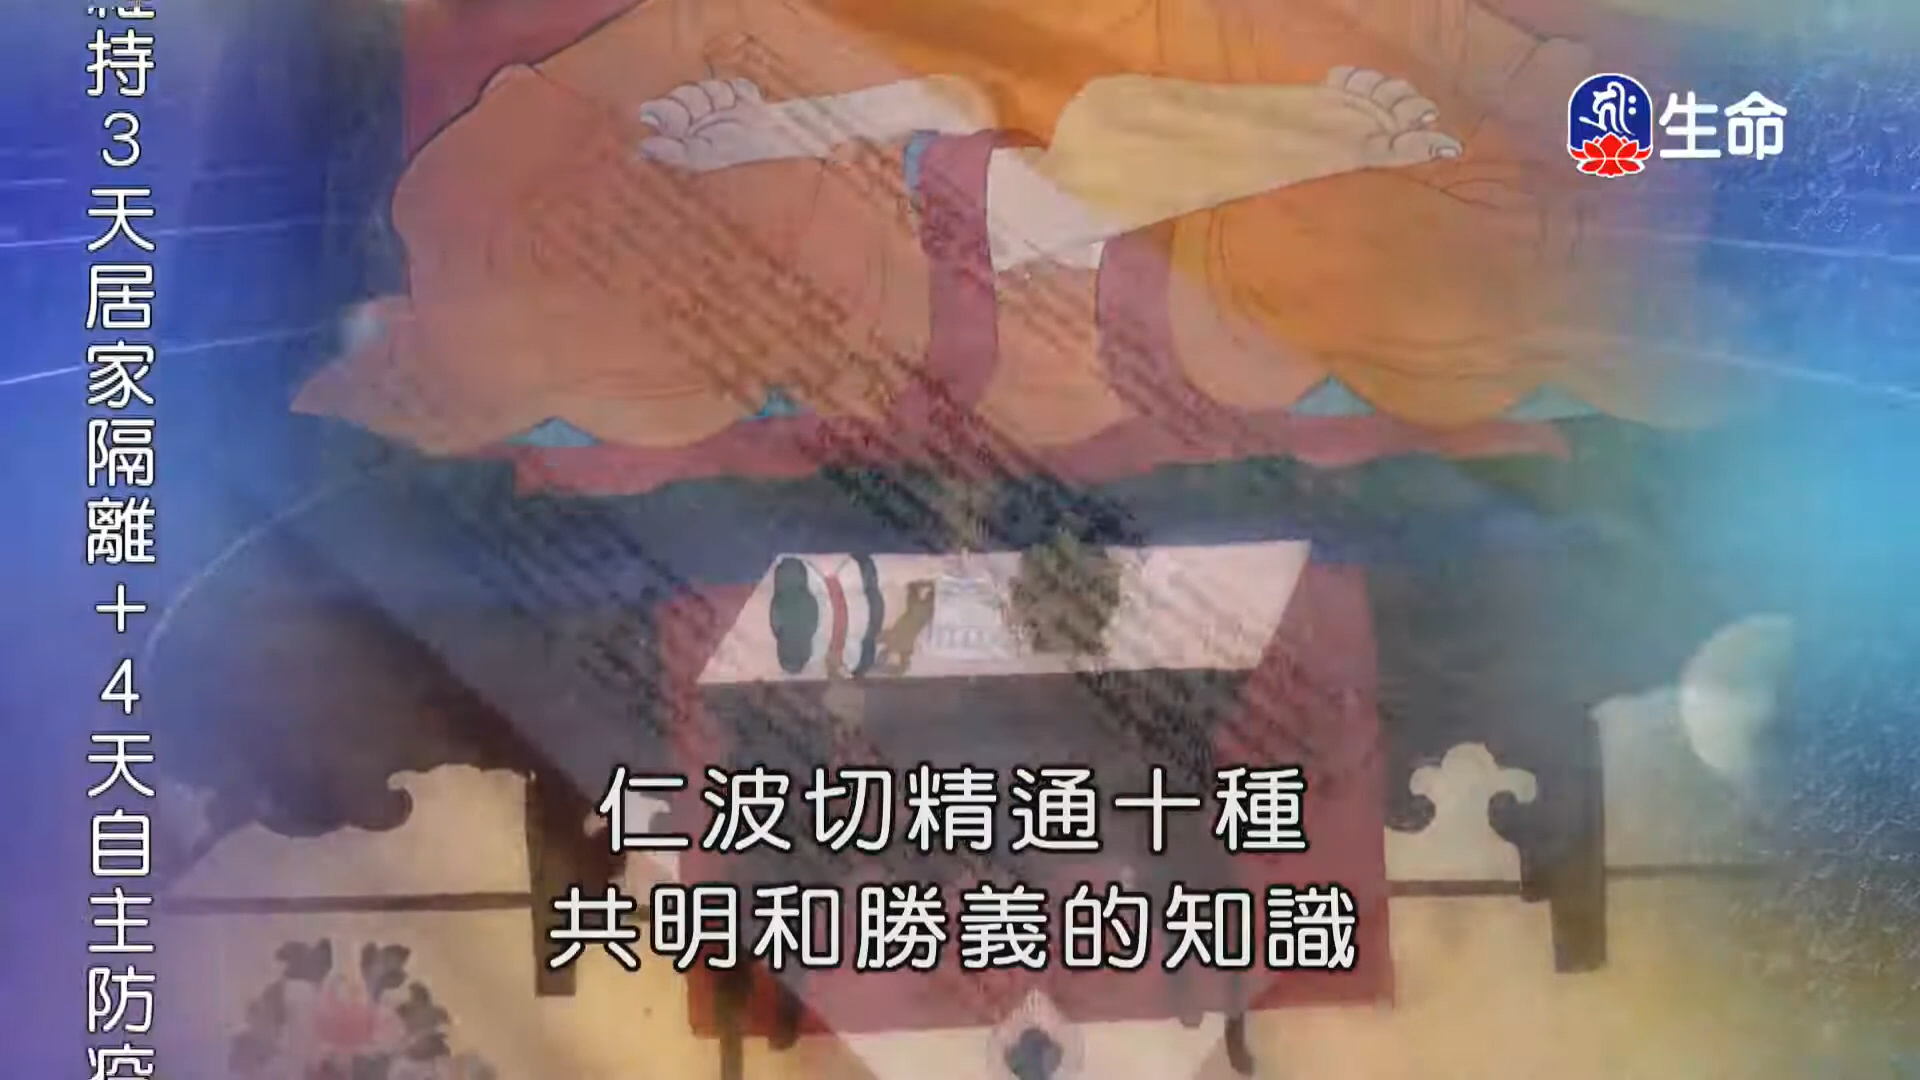 持3天居家隔離+4天自主防疫
生命
仁波切精通十種
共明和勝義的知識